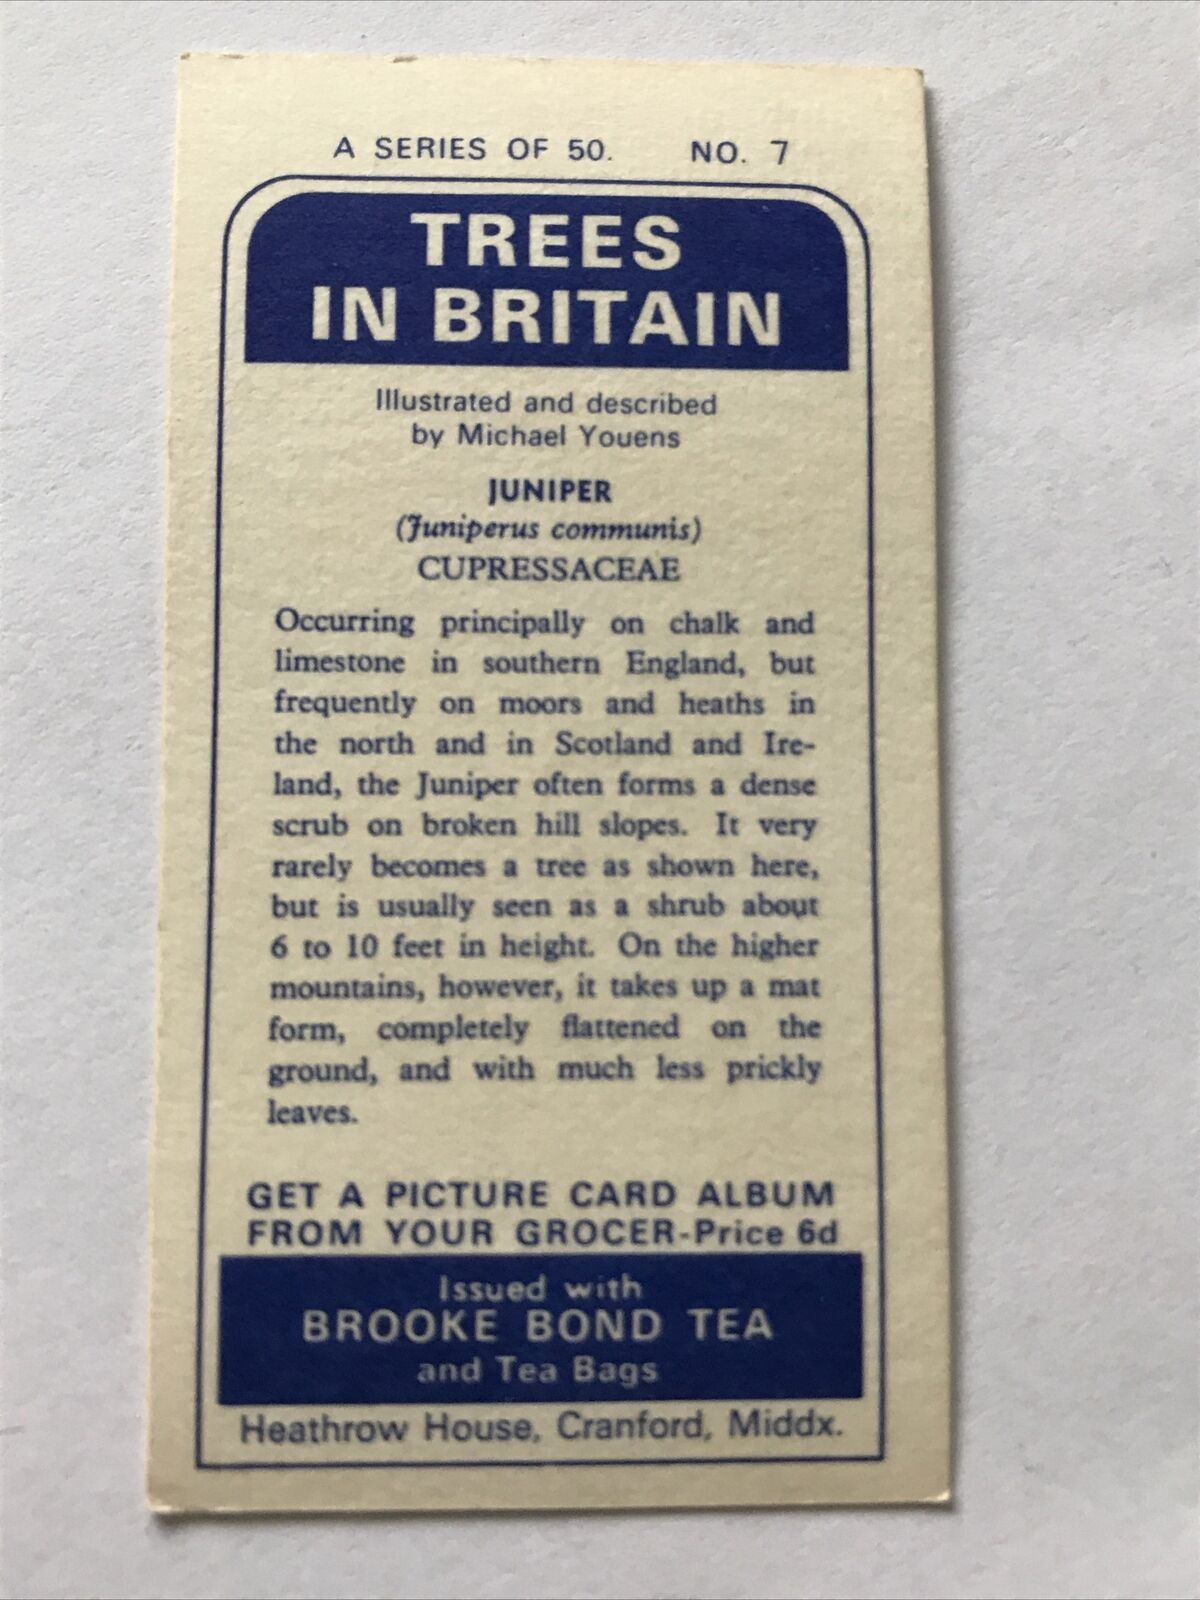 A SERIES OF 50. NO. 7
TREES
IN BRITAIN
Illustrated and described
by Michael Youens
JUNIPER
(Juniperus communis)
CUPRESSACEAE
Occurring principally on chalk and
limestone in southern England, but
frequently on moors and heaths in
the north and in Scotland and Ire-
land, the Juniper often forms a dense
scrub on broken hill slopes. It very
rarely becomes a tree as shown here,
but is usually seen as a shrub about
6 to 10 feet in height. On the higher
mountains, however, it takes up a mat
form, completely flattened on the
ground, and with much less prickly
leaves.
GET A PICTURE CARD ALBUM
FROM YOUR GROCER-Price 6d
Issued with
BROOKE BOND TEA
and Tea Bags
Heathrow House, Cranford, Middx.